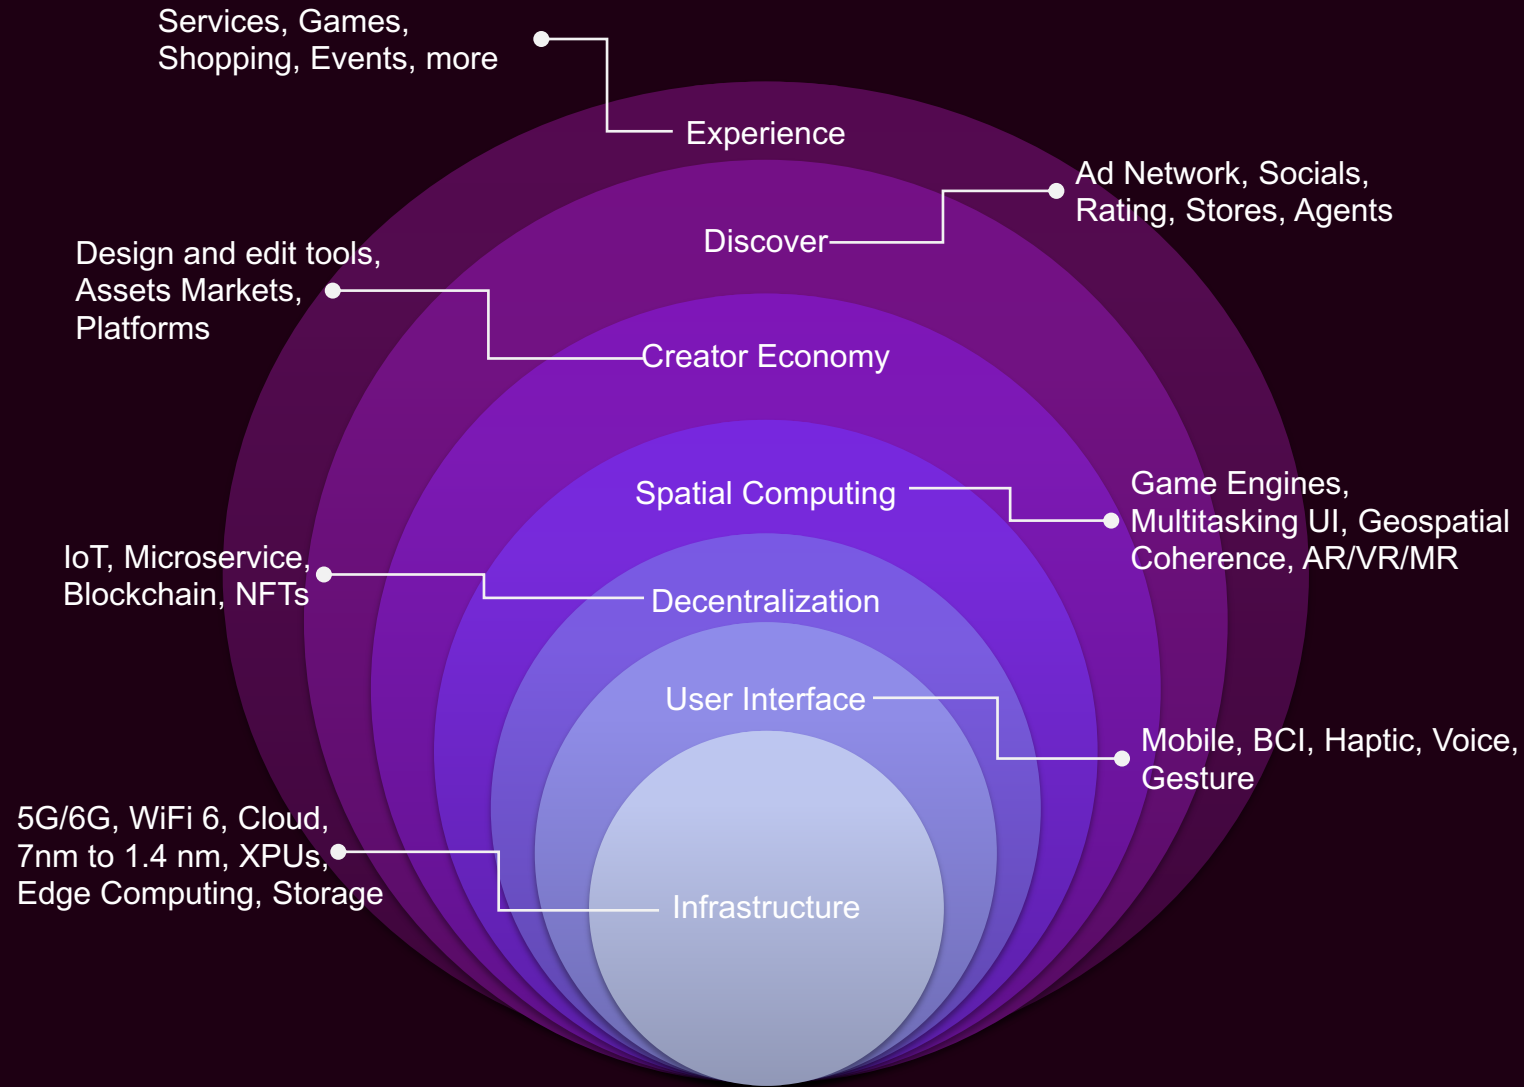 Services, Games,
Shopping, Events, more
Experience
Ad Network, Socials,
Rating, Stores, Agents
Discover
Design and edit tools,
Assets Markets,
Platforms
Creator Economy
Spatial Computing
Game Engines,
Multitasking UI, Geospatial
Coherence, AR/VR/MR
IoT, Microservice,
Blockchain, NFTs
Decentralization
User Interface
Mobile, BCI, Haptic, Voice,
Gesture
5G/6G, WiFi 6, Cloud,
7nm to 1.4 nm, XPUs,
Edge Computing, Storage
Infrastructure